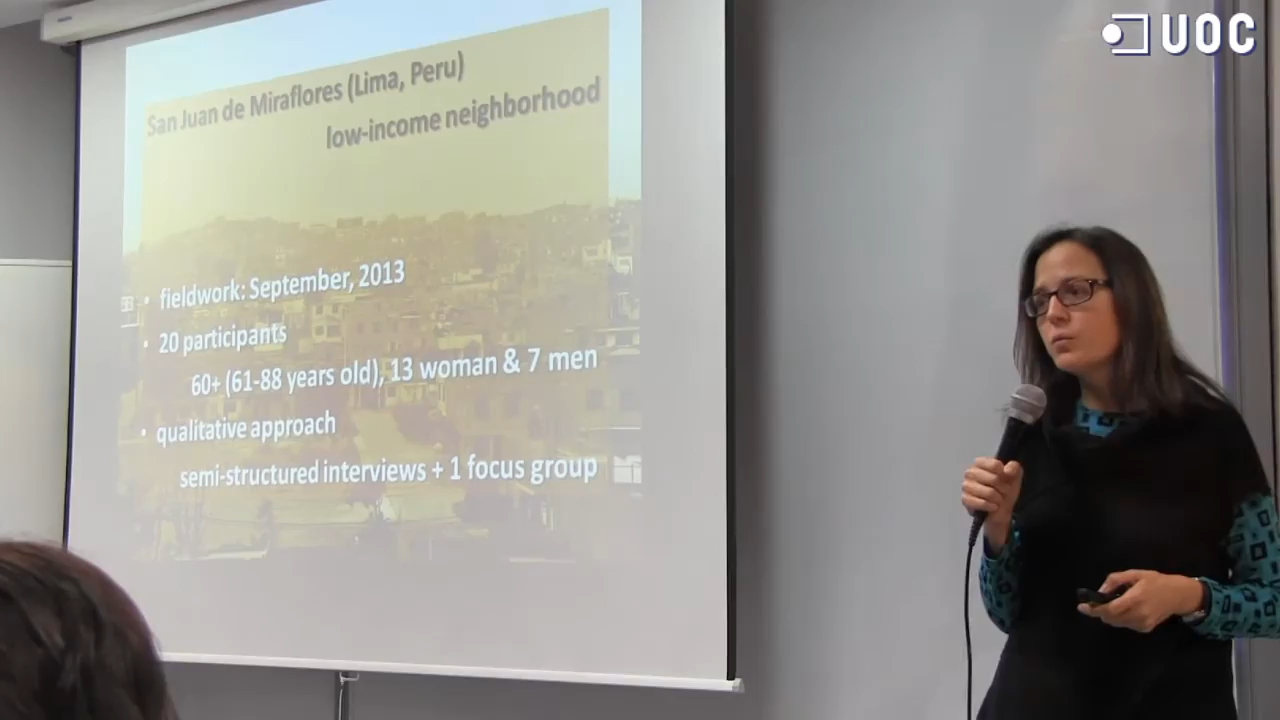 UOC
San Juan de Miraflores (Lima, Peru)
low-income neighborhood
• fieldwork: September, 2013
• 20 participants
60+ (61-88 years old), 13 woman & 7 men
• qualitative approach
semi-structured interviews + 1 focus group